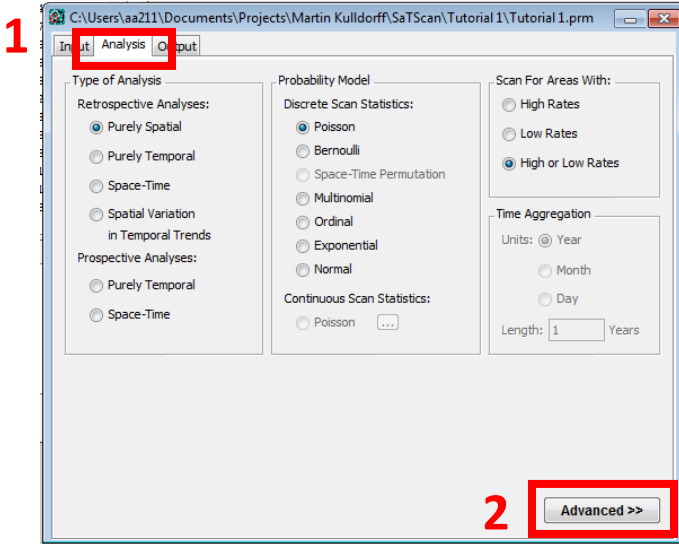 1
C:\Users\aa211\Documents\Projects\Martin Kulldorff\SaTScan\Tutorial 1\Tutorial 1.prm
Input Analysis Output
Type of Analysis
Retrospective Analyses:
Purely Spatial
Purely Temporal
Space-Time
Spatial Variation
in Temporal Trends
Prospective Analyses:
Purely Temporal
Space-Time
Probability Model
Discrete Scan Statistics:
Poisson
Bernoulli
Space-Time Permutation
Multinomial
Ordinal
Exponential
Normal
Continuous Scan Statistics:
Poisson ...
Scan For Areas With:
High Rates
Low Rates
High or Low Rates
Time Aggregation
Units: Year
Month
Day
Length: 1 Years
2
Advanced >>